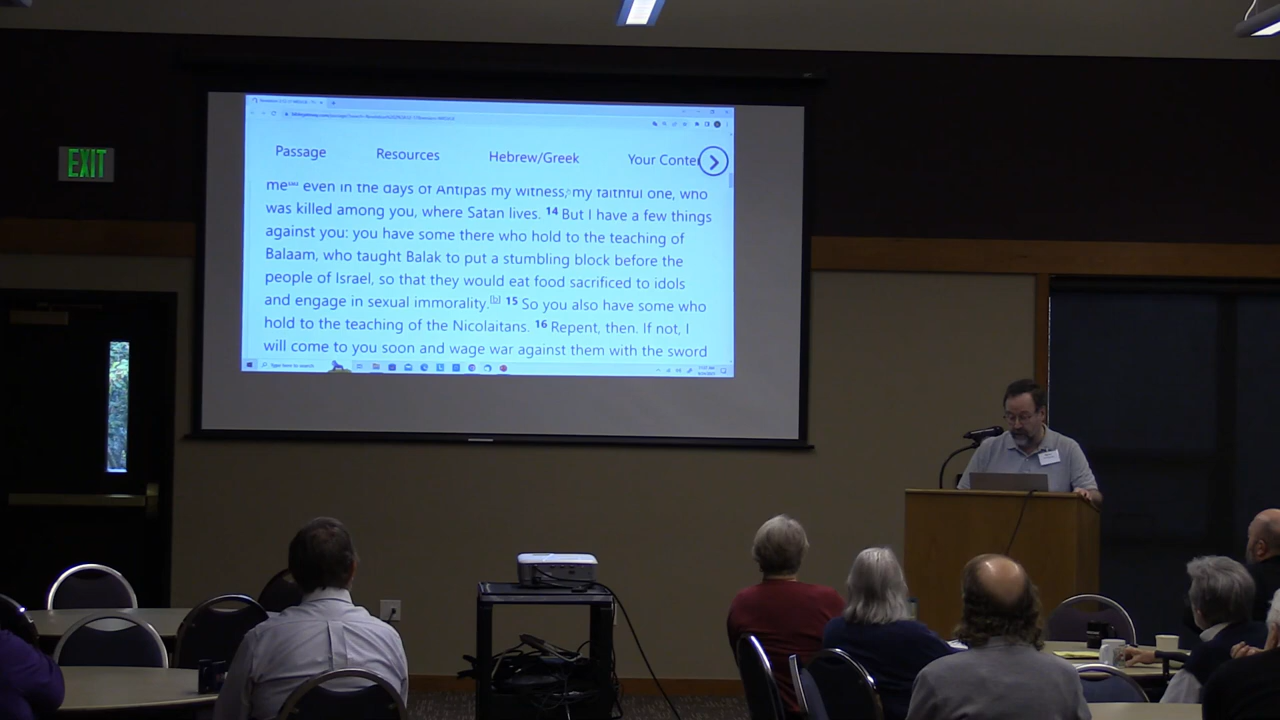 EXIT
Passage Resources Hebrew/Greek Your Conte
me even in the days of Antipas my witness, my faithful one, who
was killed among you, where Satan lives. 14 But I have a few things
against you: you have some there who hold to the teaching of
Balaam, who taught Balak to put a stumbling block before the
people of Israel, so that they would eat food sacrificed to idols
and engage in sexual immorality.[b] 15 So you also have some who
hold to the teaching of the Nicolaitans. 16 Repent, then. If not, I
will come to you soon and wage war against them with the sword
Type here to search